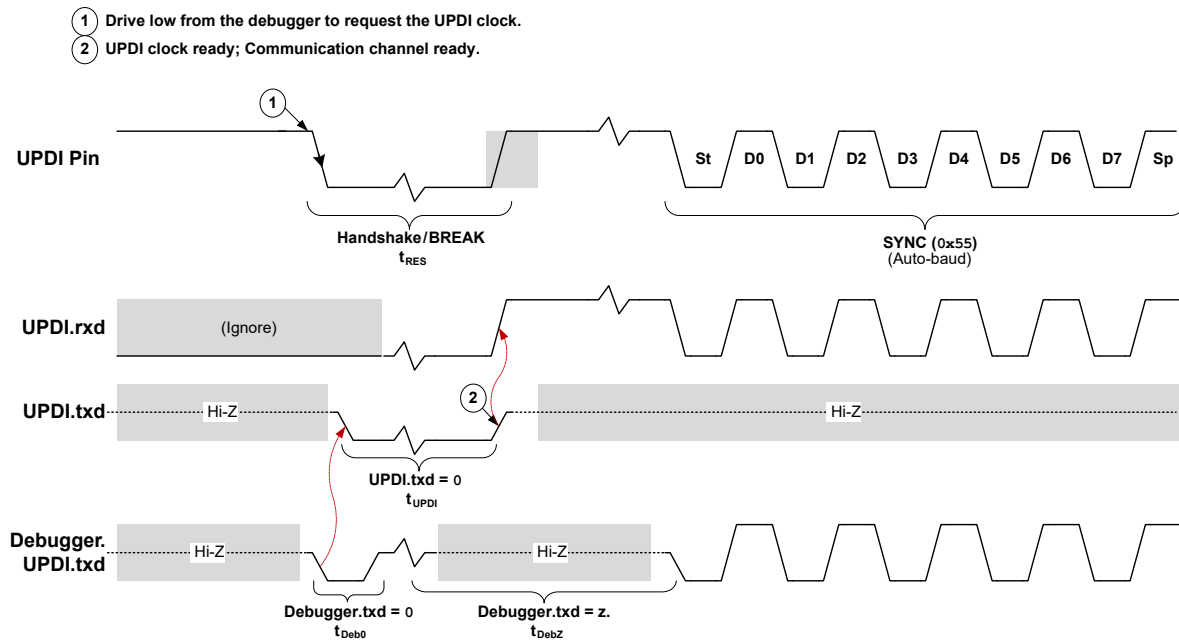 1 Drive low from the debugger to request the UPDI clock.
2 UPDI clock ready; Communication channel ready.
1
UPDI Pin
St D0 D1 D2 D3 D4 D5 D6 D7 Sp
Handshake/BREAK
tRES
SYNC (0x55)
(Auto-baud)
UPDI.rxd
(Ignore)
UPDI.txd
Hi-Z
2
Hi-Z
UPDI.txd = 0
tUPDI
Debugger.
UPDI.txd
Hi-Z
Hi-Z
Debugger.txd = 0
tDeb0
Debugger.txd = z.
tDebZ